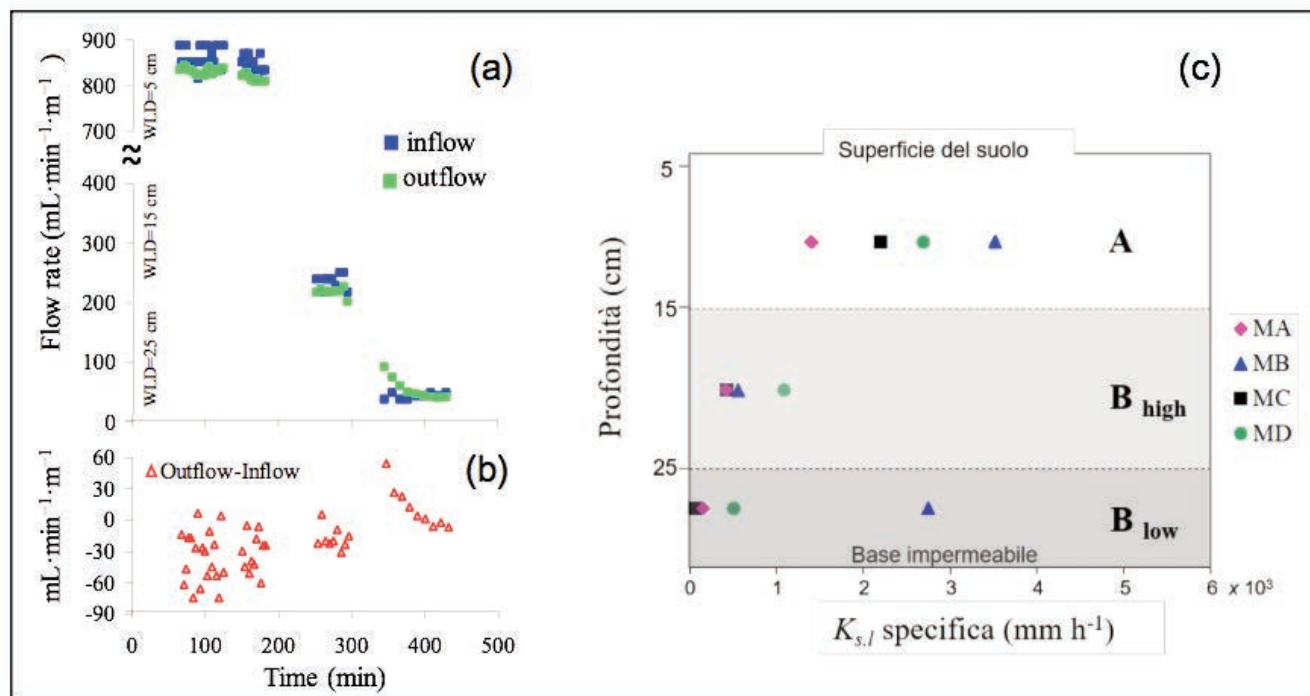 (a)
Flow rate (mL·min⁻¹·m⁻¹)
900
800
700
400
300
200
100
0
WLD=5 cm
WLD=15 cm
WLD=25 cm
inflow
outflow
(b)
mL·min⁻¹·m⁻¹
60
30
0
-30
-60
-90
Outflow-Inflow
0 100 200 300 400 500
Time (min)
(c)
Superficie del suolo
Profondità (cm)
5
15
25
A
B high
B low
Base impermeabile
MA
MB
MC
MD
0 1 2 3 4 5 6 x 10³
K s,l specifica (mm h⁻¹)